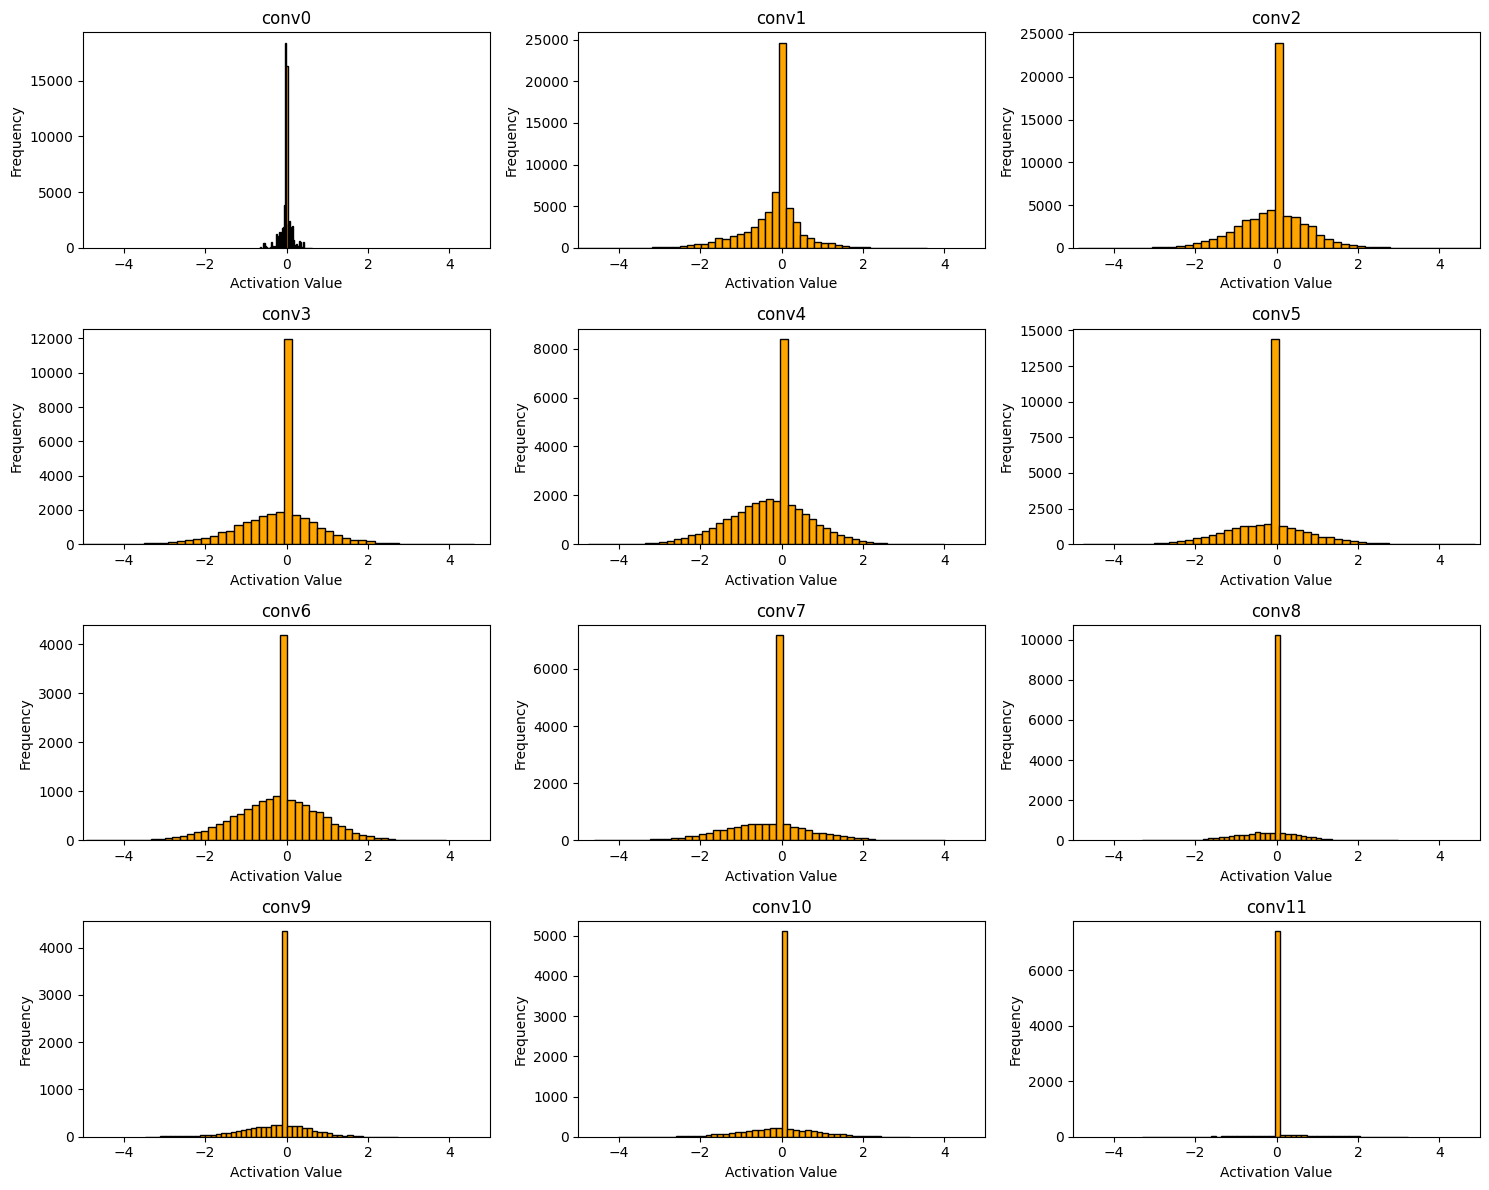 conv0
Frequency
15000
10000
5000
0
−4 −2 0 2 4
Activation Value
conv1
Frequency
25000
20000
15000
10000
5000
0
−4 −2 0 2 4
Activation Value
conv2
Frequency
25000
20000
15000
10000
5000
0
−4 −2 0 2 4
Activation Value
conv3
Frequency
12000
10000
8000
6000
4000
2000
0
−4 −2 0 2 4
Activation Value
conv4
Frequency
8000
6000
4000
2000
0
−4 −2 0 2 4
Activation Value
conv5
Frequency
15000
12500
10000
7500
5000
2500
0
−4 −2 0 2 4
Activation Value
conv6
Frequency
4000
3000
2000
1000
0
−4 −2 0 2 4
Activation Value
conv7
Frequency
6000
4000
2000
0
−4 −2 0 2 4
Activation Value
conv8
Frequency
10000
8000
6000
4000
2000
0
−4 −2 0 2 4
Activation Value
conv9
Frequency
4000
3000
2000
1000
0
−4 −2 0 2 4
Activation Value
conv10
Frequency
5000
4000
3000
2000
1000
0
−4 −2 0 2 4
Activation Value
conv11
Frequency
6000
4000
2000
0
−4 −2 0 2 4
Activation Value